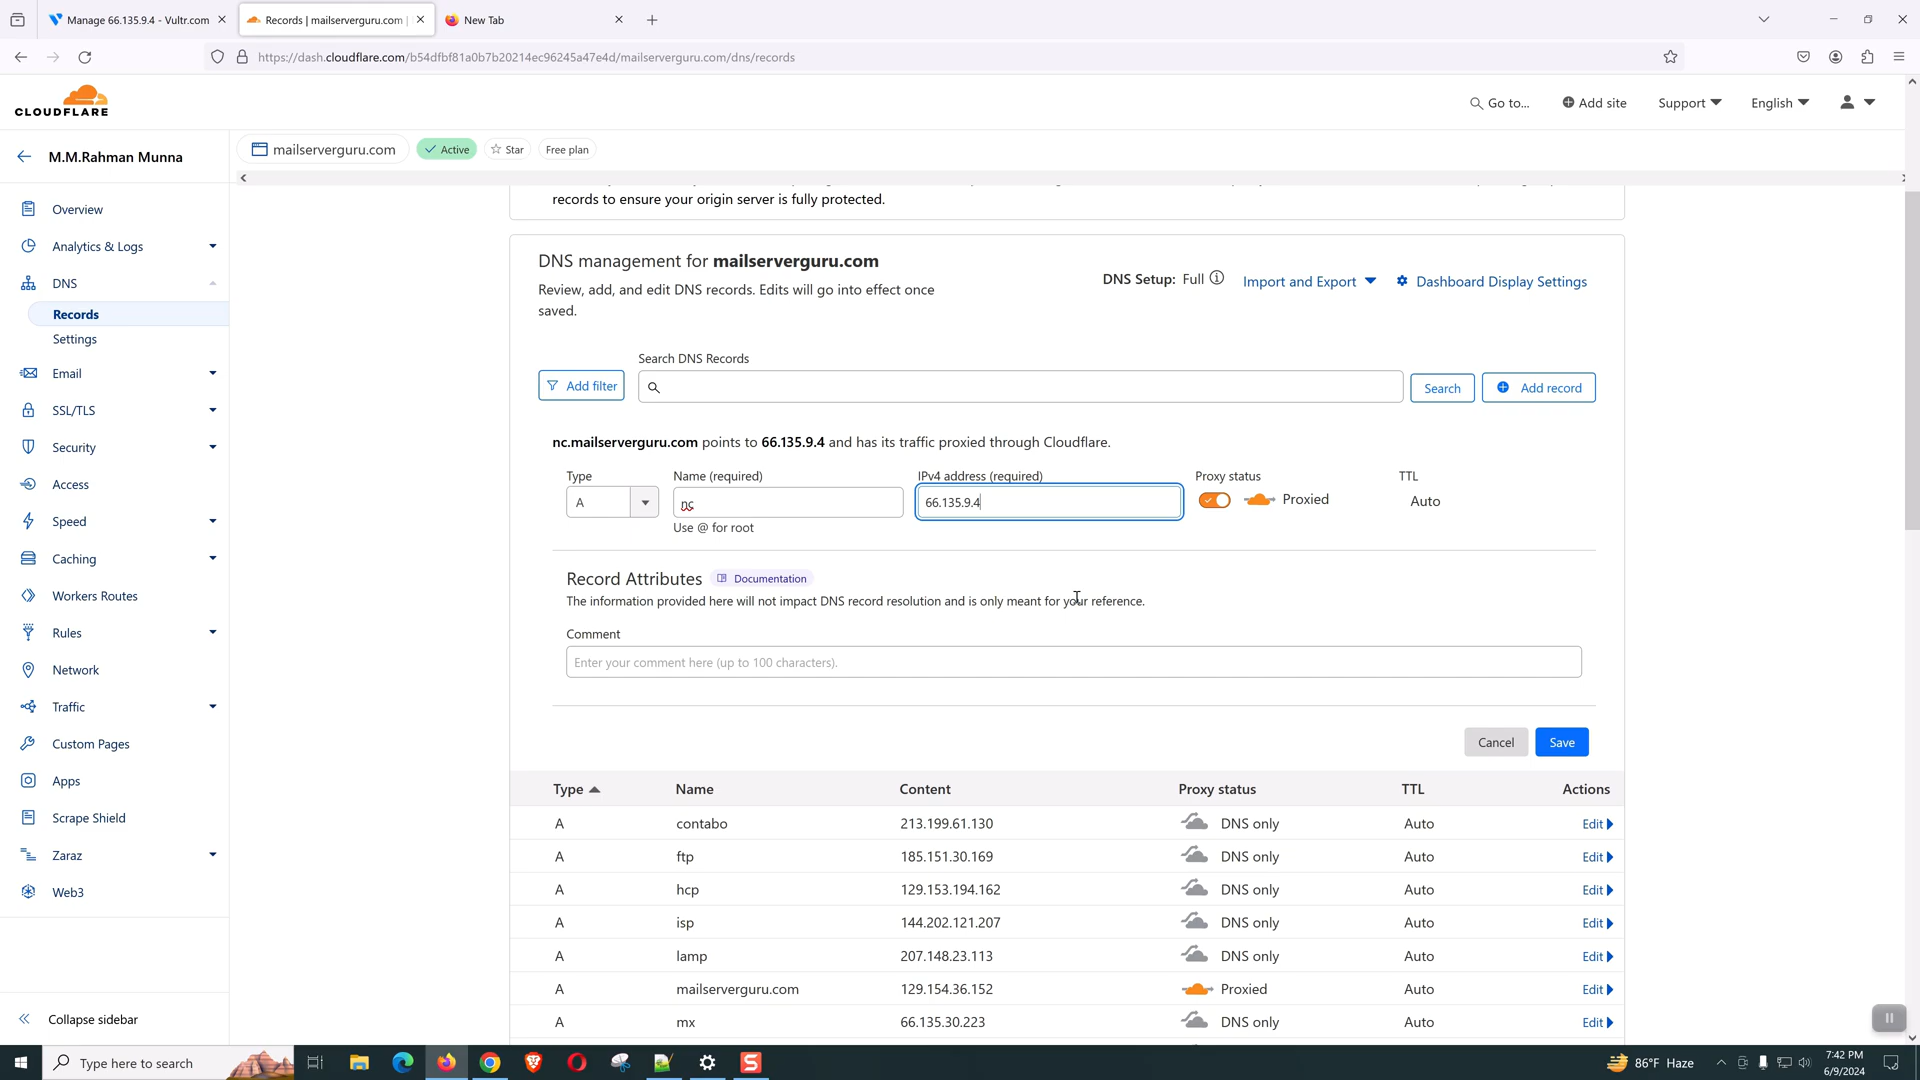 Manage 66.135.9.4 - Vultr.com
Records | mailserverguru.com |
New Tab
https://dash.cloudflare.com/b54dfbf81a0b7b20214ec96245a47e4d/mailserverguru.com/dns/records
CLOUDFLARE
Go to...
Add site
Support
English
M.M.Rahman Munna
mailserverguru.com
Active
Star
Free plan
Overview
Analytics & Logs
DNS
Records
Settings
Email
SSL/TLS
Security
Access
Speed
Caching
Workers Routes
Rules
Network
Traffic
Custom Pages
Apps
Scrape Shield
Zaraz
Web3
Collapse sidebar
records to ensure your origin server is fully protected.
DNS management for mailserverguru.com
Review, add, and edit DNS records. Edits will go into effect once
saved.
DNS Setup: Full
Import and Export
Dashboard Display Settings
Search DNS Records
Add filter
Search
Add record
nc.mailserverguru.com points to 66.135.9.4 and has its traffic proxied through Cloudflare.
Type
Name (required)
IPv4 address (required)
Proxy status
TTL
A
nc
66.135.9.4
Proxied
Auto
Use @ for root
Record Attributes
Documentation
The information provided here will not impact DNS record resolution and is only meant for your reference.
Comment
Enter your comment here (up to 100 characters).
Cancel
Save
Type Name Content Proxy status TTL Actions
A contabo 213.199.61.130 DNS only Auto Edit
A ftp 185.151.30.169 DNS only Auto Edit
A hcp 129.153.194.162 DNS only Auto Edit
A isp 144.202.121.207 DNS only Auto Edit
A lamp 207.148.23.113 DNS only Auto Edit
A mailserverguru.com 129.154.36.152 Proxied Auto Edit
A mx 66.135.30.223 DNS only Auto Edit
Type here to search
86°F Haze
7:42 PM
6/9/2024